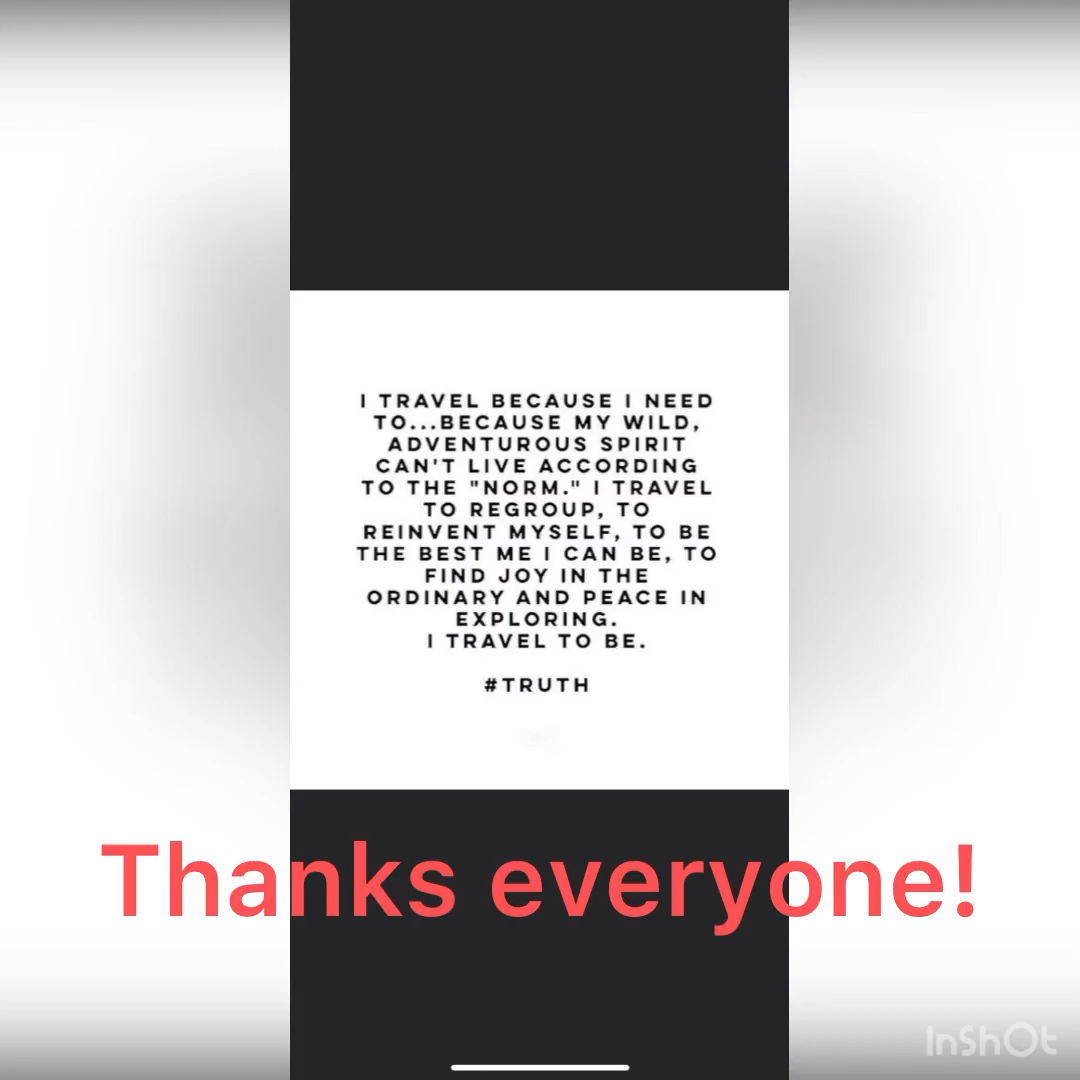 I TRAVEL BECAUSE I NEED
TO...BECAUSE MY WILD,
ADVENTUROUS SPIRIT
CAN'T LIVE ACCORDING
TO THE "NORM." I TRAVEL
TO REGROUP, TO
REINVENT MYSELF, TO BE
THE BEST ME I CAN BE, TO
FIND JOY IN THE
ORDINARY AND PEACE IN
EXPLORING.
I TRAVEL TO BE.
#TRUTH
Thanks everyone!
InShOt